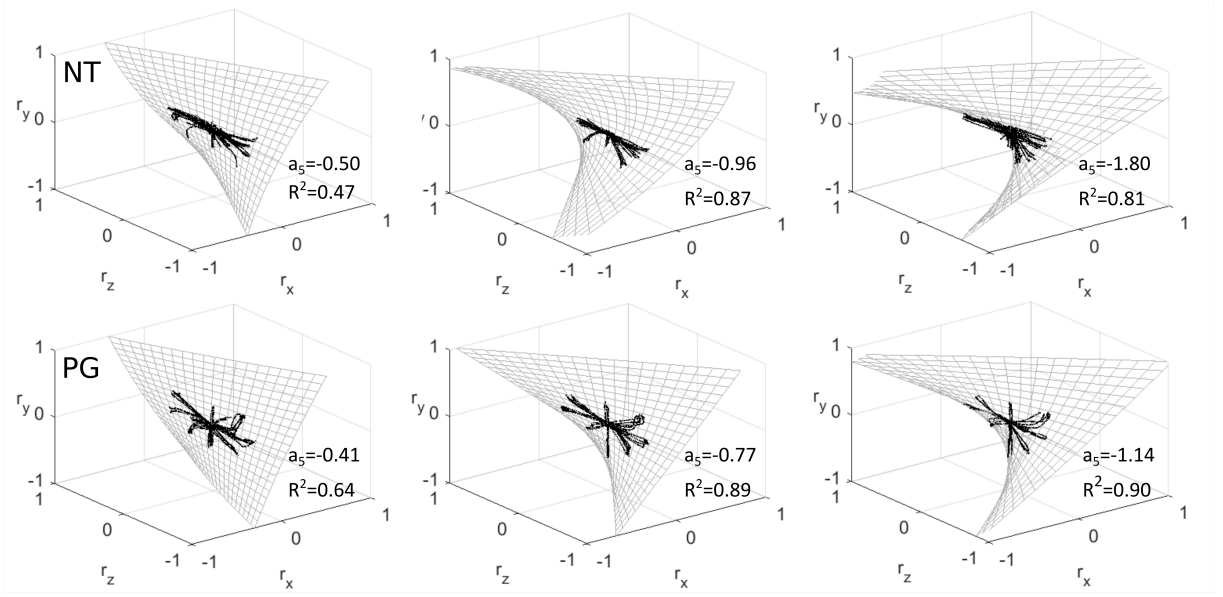 NT
1
0
-1
r_y
1
0
-1
r_z
-1
0
1
r_x
a_5=-0.50
R^2=0.47
1
0
-1
1
0
-1
r_z
-1
0
1
r_x
a_5=-0.96
R^2=0.87
1
0
-1
r_y
1
0
-1
r_z
-1
0
1
r_x
a_5=-1.80
R^2=0.81
PG
1
0
-1
r_y
1
0
-1
r_z
-1
0
1
r_x
a_5=-0.41
R^2=0.64
1
0
-1
r_y
1
0
-1
r_z
-1
0
1
r_x
a_5=-0.77
R^2=0.89
1
0
-1
r_y
1
0
-1
r_z
-1
0
1
r_x
a_5=-1.14
R^2=0.90